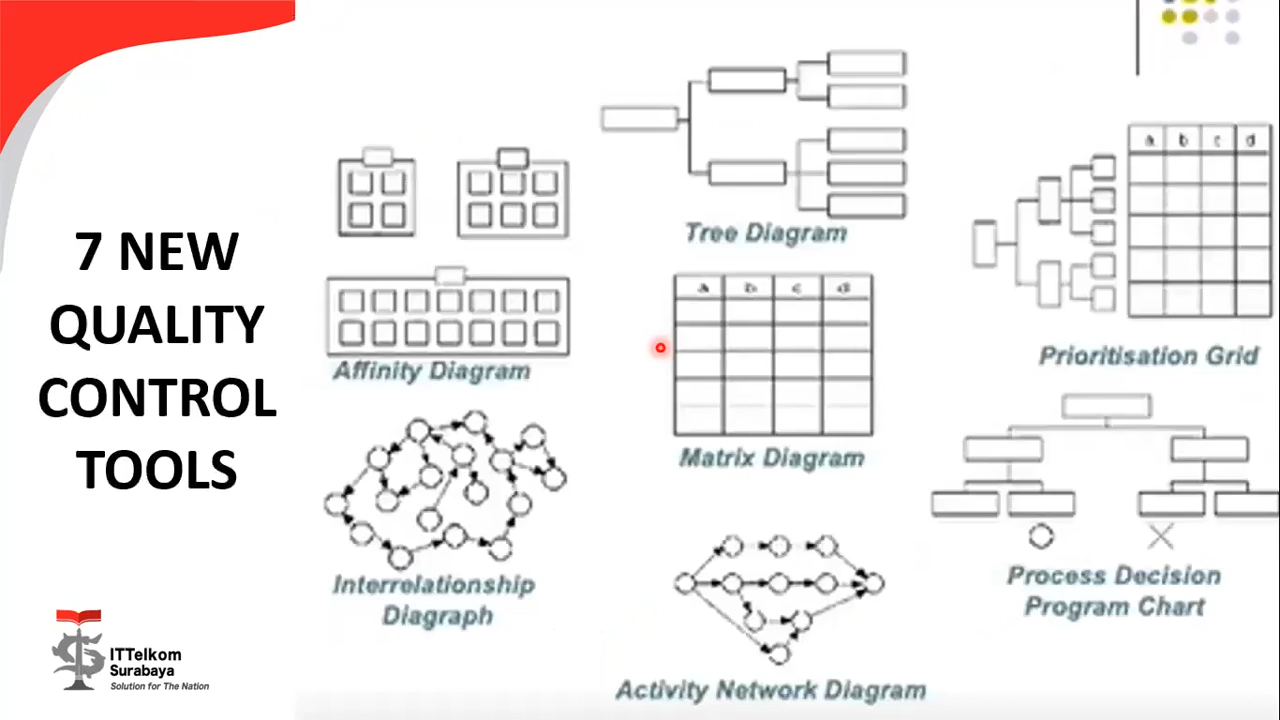 7 NEW
QUALITY
CONTROL
TOOLS
Affinity Diagram
Interrelationship
Diagraph
Tree Diagram
a b c d
Matrix Diagram
Activity Network Diagram
a b c d
Prioritisation Grid
Process Decision
Program Chart
ITTelkom
Surabaya
Solution for The Nation